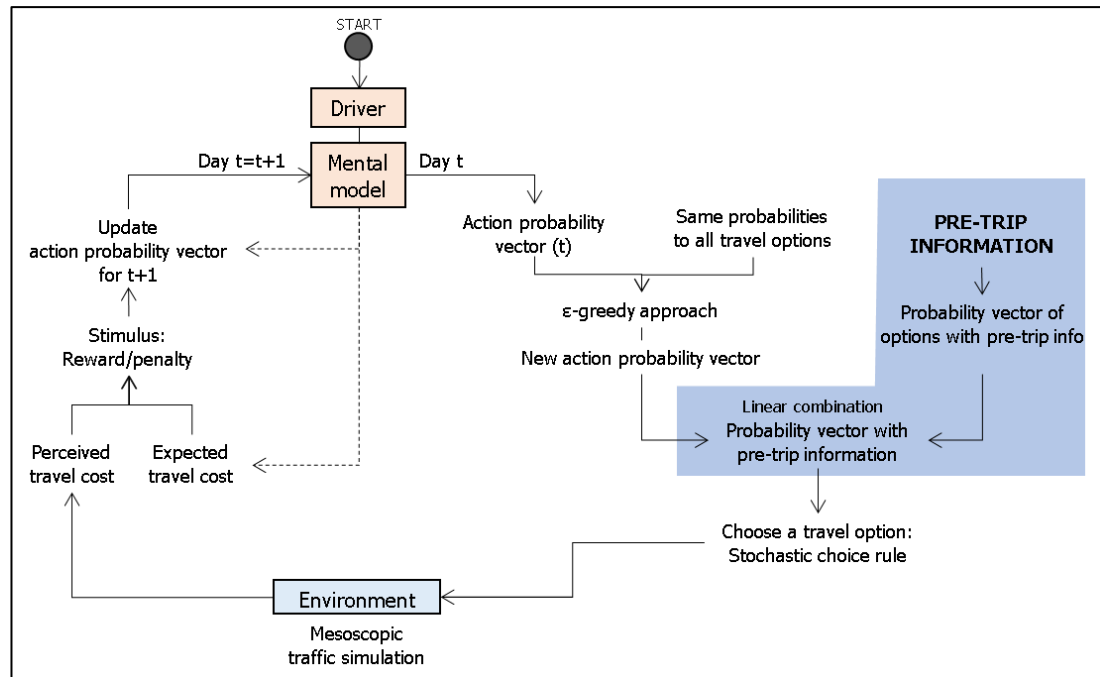 START
Driver
Mental
model
Day t=t+1
Day t
Update
action probability vector
for t+1
Action probability
vector (t)
Same probabilities
to all travel options
PRE-TRIP
INFORMATION
ε-greedy approach
Probability vector of
options with pre-trip info
Stimulus:
Reward/penalty
New action probability vector
Linear combination
Probability vector with
pre-trip information
Perceived
travel cost
Expected
travel cost
Choose a travel option:
Stochastic choice rule
Environment
Mesoscopic
traffic simulation